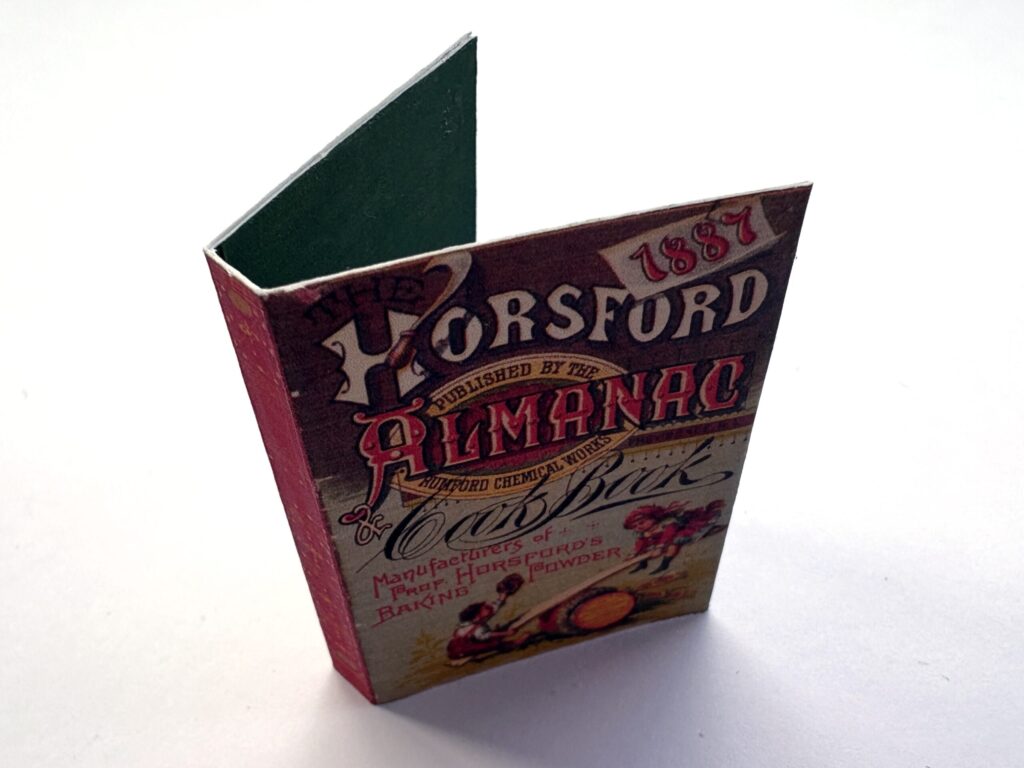 1887
THE
HORSFORD
PUBLISHED BY THE
ALMANAC
RUMFORD CHEMICAL WORKS
& Cook Book
Manufacturers of
PROF. HORSFORD'S
BAKING POWDER